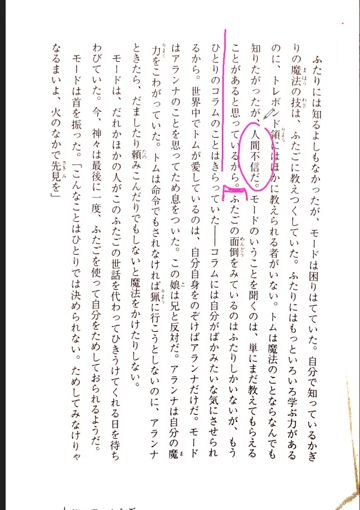 ふたりには知るよしもなかったが、モードは困りはてていた。自分で知っているかぎ
りの魔法の技は、ふたごに教えつくしていた。ふたりにはもっといろいろ学ぶ力がある
のに、トレボンド領にはほかに教えられる者がいない。トムは魔法のことならなんでも
知りたがったが、人間不信だ。モードのいうことを聞くのは、単にまだ教えてもらえる
ことがあると思っているから。ふたごの面倒をみているのはふたりしかいないが、もう
ひとりのコラムのことはきらっていた――コラムには自分がばかみたいな気にさせられ
るから。世界中でトムが愛しているのは、自分自身をのぞけばアランナだけだ。モード
はアランナのことを思ってため息をついた。この娘は兄と反対だ。アランナは自分の魔
力をこわがっていた。トムは命令でもされなければ猟に行こうとしないのに、アランナ
ときたら、だましたり頼みこんだりでもしないと魔法をかけたりしない。
モードは、だれかほかの人がこのふたごの世話を代わってひきうけてくれる日を待ち
わびていた。今、神々は最後に一度、ふたごを使って自分をためしておられるようだ。
モードは首を振った。「こんなことはひとりでは決められない。ためしてみなけりゃ
なるまいよ、火のなかで先見を」